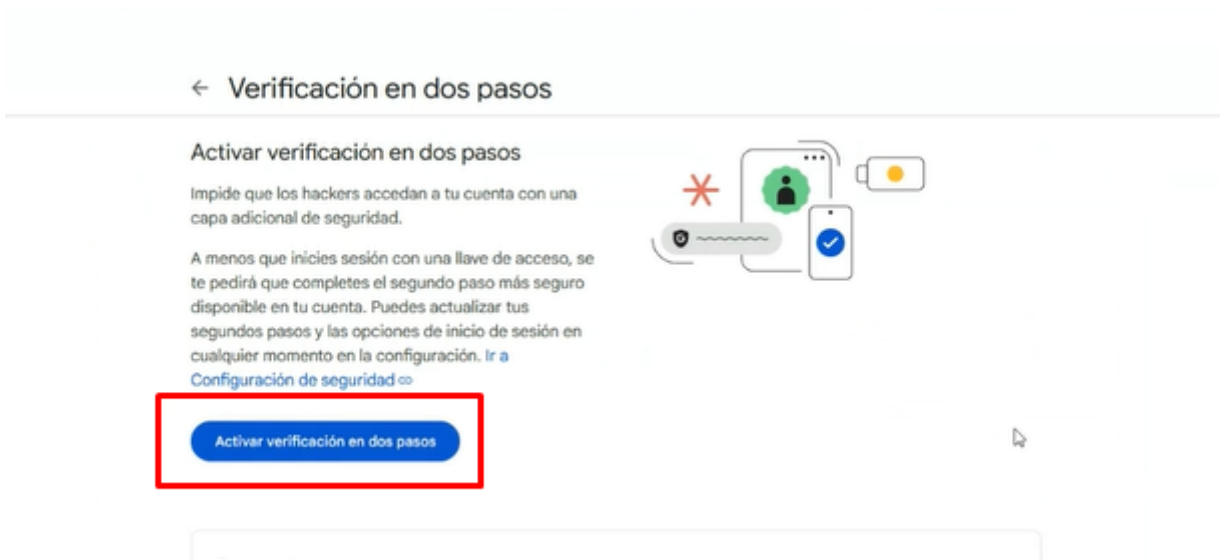 Verificación en dos pasos
Activar verificación en dos pasos
Impide que los hackers accedan a tu cuenta con una
capa adicional de seguridad.
A menos que inicies sesión con una llave de acceso, se
te pedirá que completes el segundo paso más seguro
disponible en tu cuenta. Puedes actualizar tus
segundos pasos y las opciones de inicio de sesión en
cualquier momento en la configuración. Ir a
Configuración de seguridad
Activar verificación en dos pasos